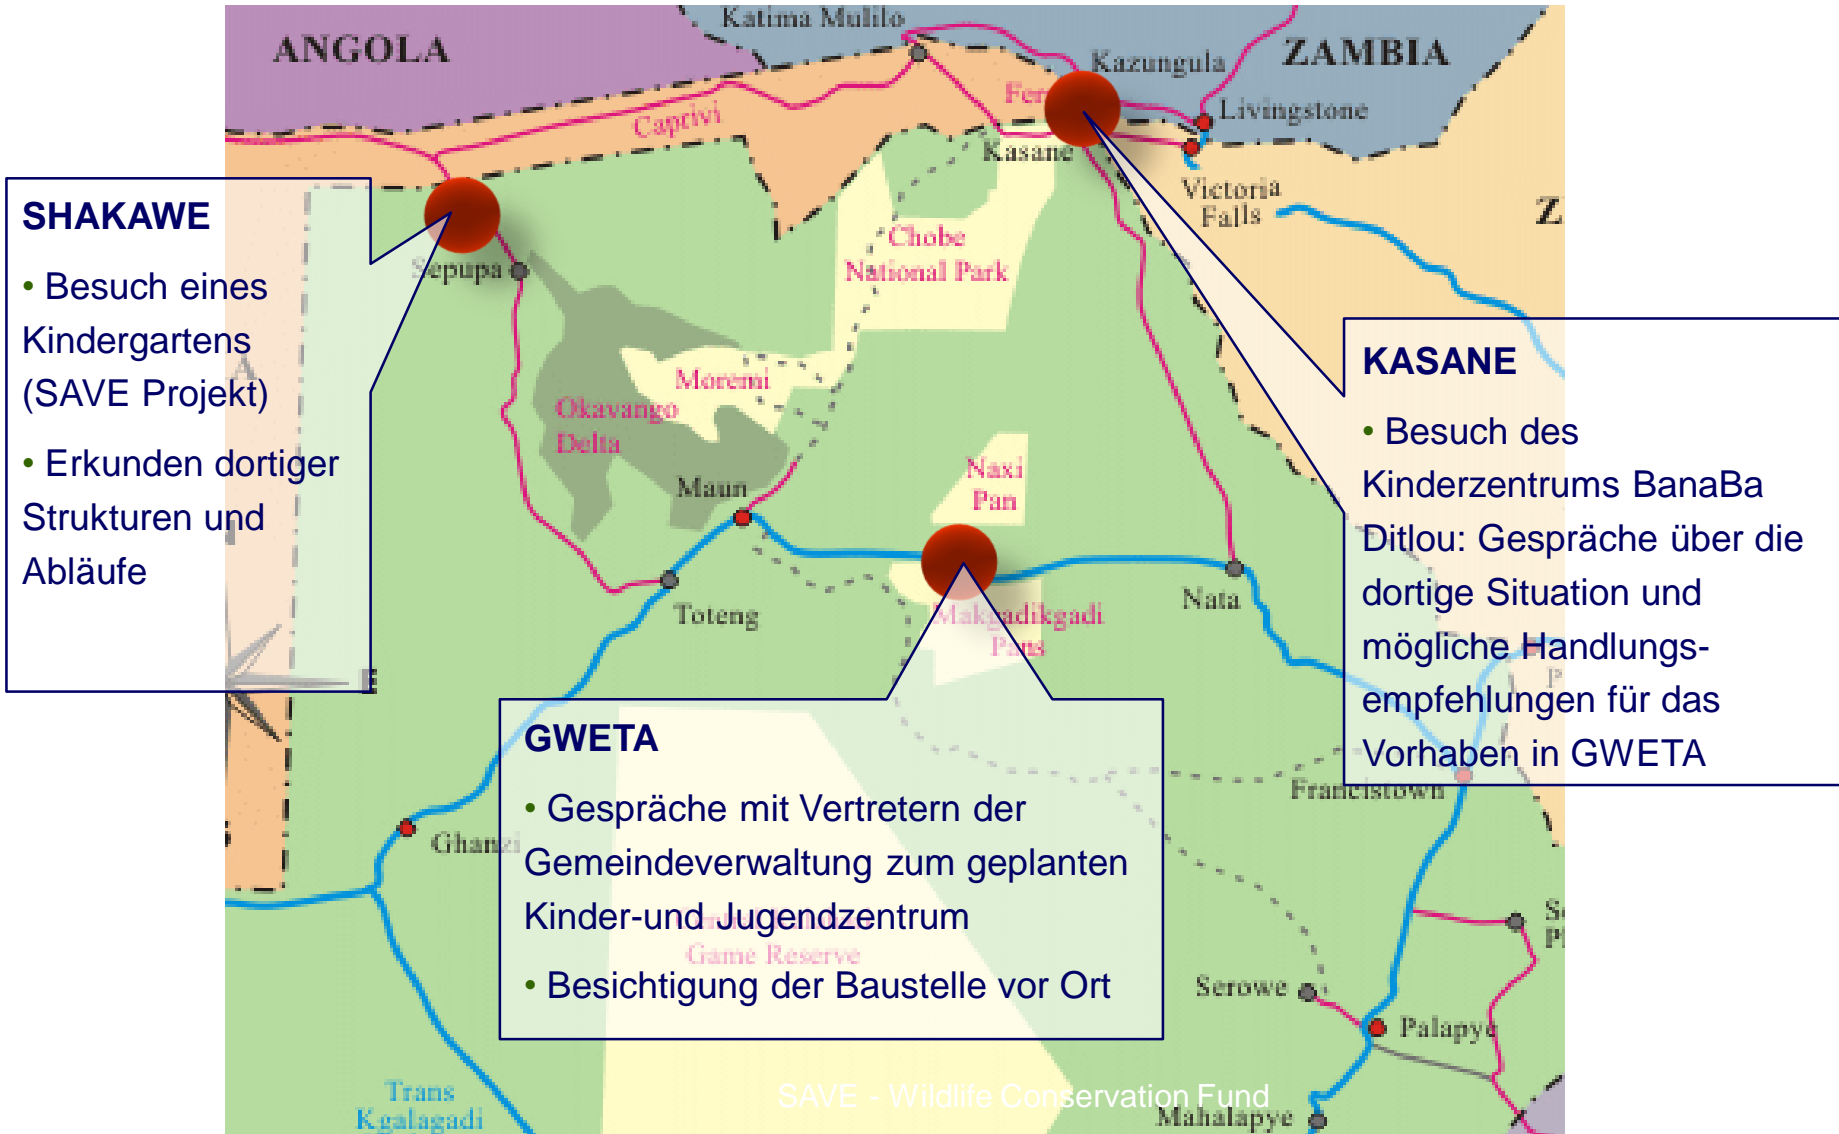 Katima Mulilo
ANGOLA
ZAMBIA
Kazungula
Livingstone
Caprivi
Kasane
Victoria
Falls
Z
Chobe
National Park
Sepupa
Moremi
Okavango
Delta
Maun
Naxi
Pan
Toteng
Makgadikgadi
Pans
Nata
E
Ghanzi
Francistown
Game Reserve
Serowe
Palapye
Mahalapye
Trans
Kgalagadi
SHAKAWE
• Besuch eines
Kindergartens
(SAVE Projekt)
• Erkunden dortiger
Strukturen und
Abläufe
KASANE
• Besuch des
Kinderzentrums BanaBa
Ditlou: Gespräche über die
dortige Situation und
mögliche Handlungs-
empfehlungen für das
Vorhaben in GWETA
GWETA
• Gespräche mit Vertretern der
Gemeindeverwaltung zum geplanten
Kinder-und Jugendzentrum
• Besichtigung der Baustelle vor Ort
SAVE - Wildlife Conservation Fund